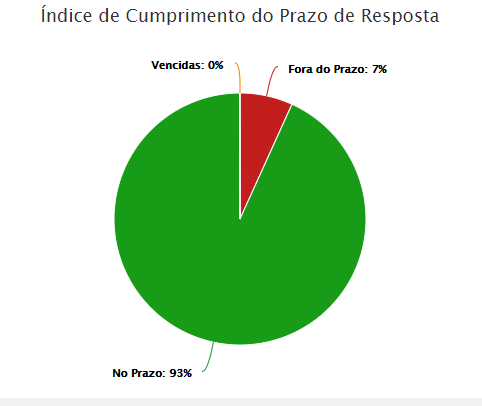 Índice de Cumprimento do Prazo de Resposta
Vencidas: 0%
Fora do Prazo: 7%
No Prazo: 93%